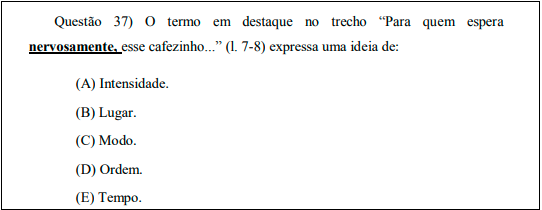 Questão 37) O termo em destaque no trecho “Para quem espera
nervosamente, esse cafezinho...” (l. 7-8) expressa uma ideia de:
(A) Intensidade.
(B) Lugar.
(C) Modo.
(D) Ordem.
(E) Tempo.